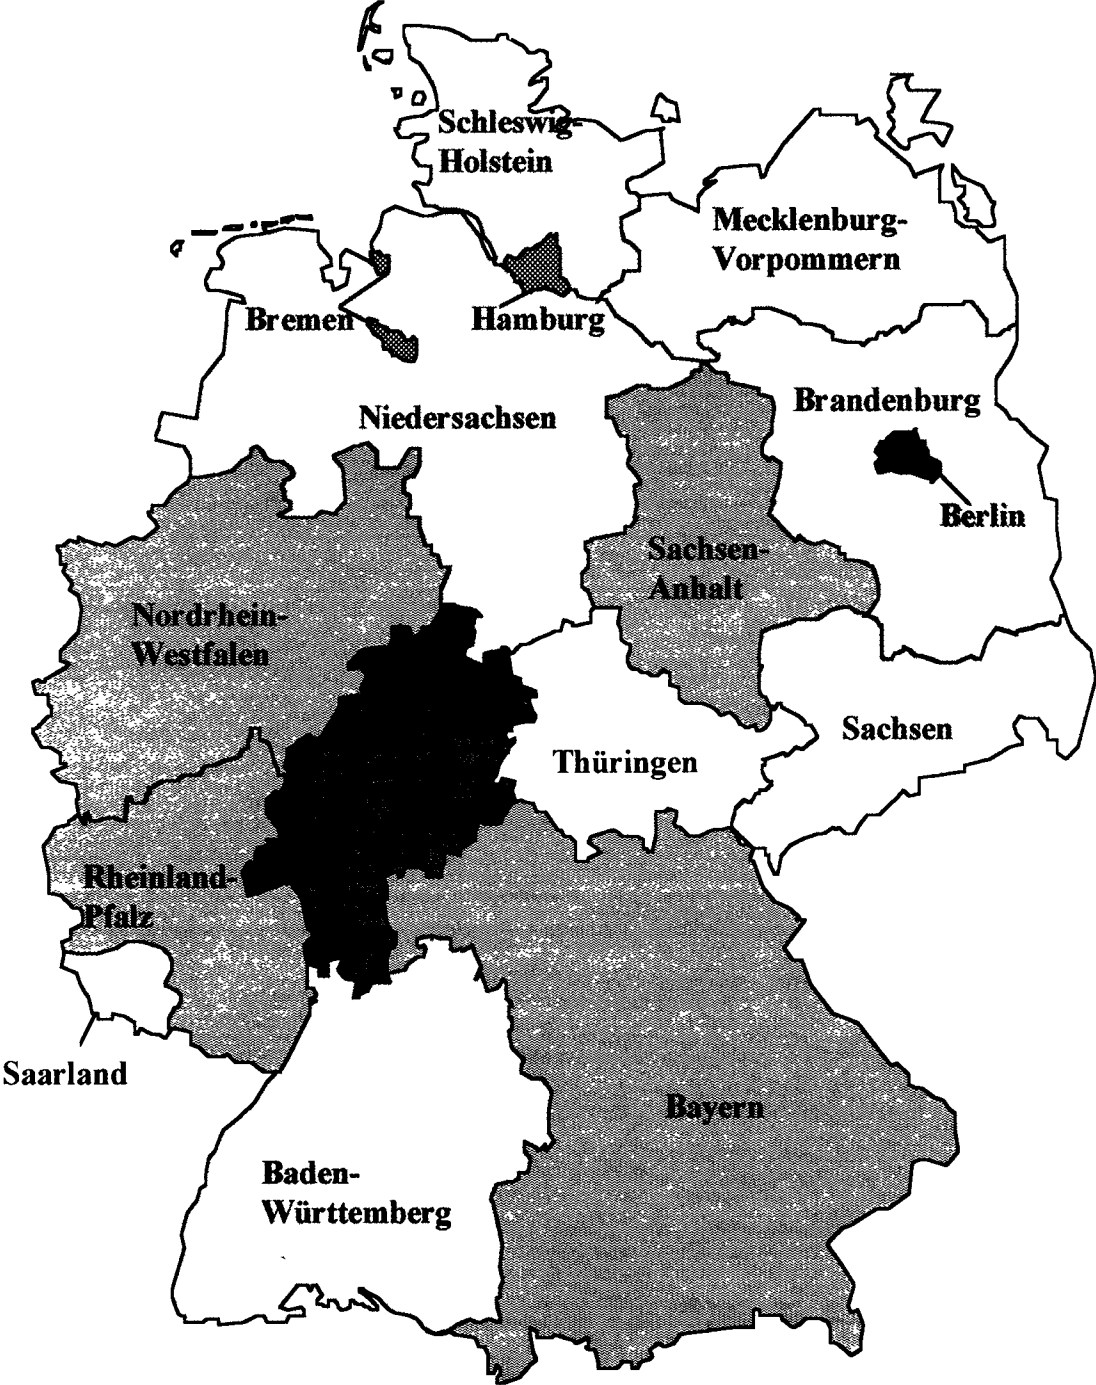 Schleswig-
Holstein
Mecklenburg-
Vorpommern
Bremen
Hamburg
Niedersachsen
Brandenburg
Berlin
Sachsen-
Anhalt
Nordrhein-
Westfalen
Sachsen
Thüringen
Rheinland-
Pfalz
Saarland
Bayern
Baden-
Württemberg